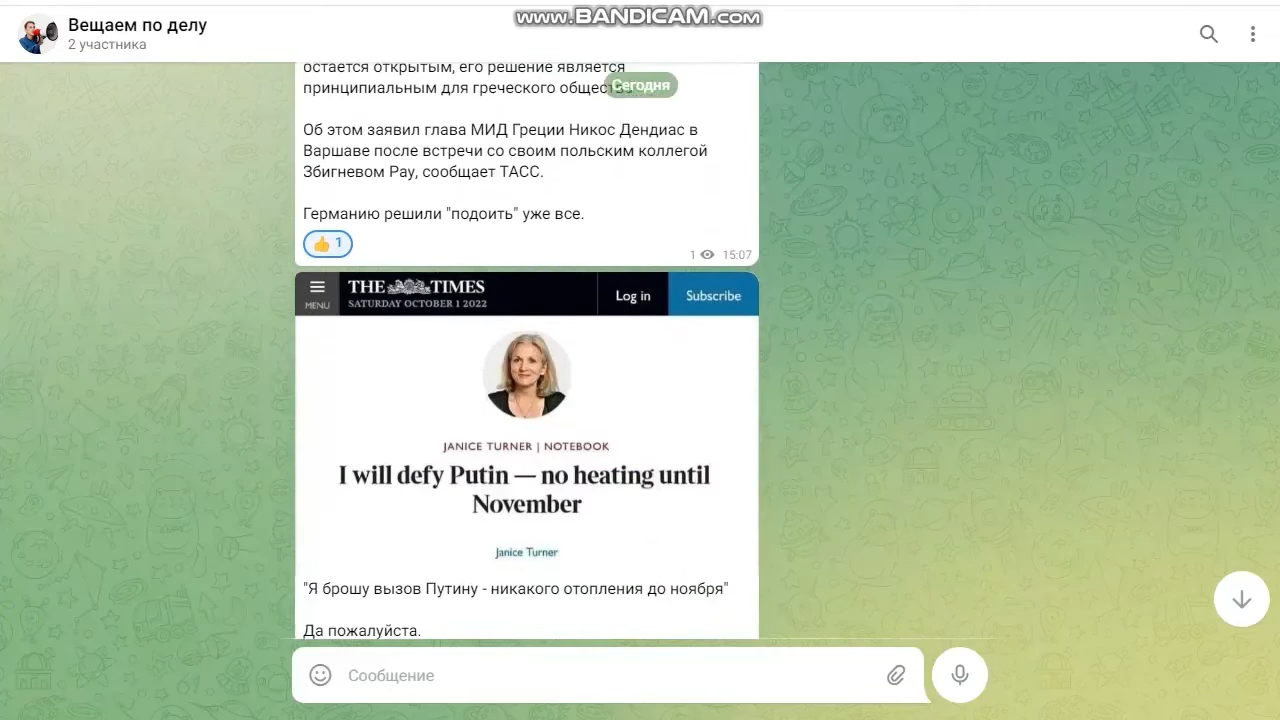 www.BANDICAM.com
Вещаем по делу
2 участника
остается открытым, его решение является
принципиальным для греческого
Сегодня
Об этом заявил глава МИД Греции Никос Дендиас в
Варшаве после встречи со своим польским коллегой
Збигневом Рау, сообщает ТАСС.
Германию решили "подоить" уже все.
👍 1
1 15:07
MENU
THE TIMES
SATURDAY OCTOBER 1 2022
Log in
Subscribe
JANICE TURNER | NOTEBOOK
I will defy Putin — no heating until
November
Janice Turner
"Я брошу вызов Путину - никакого отопления до ноября"
Да пожалуйста.
Сообщение